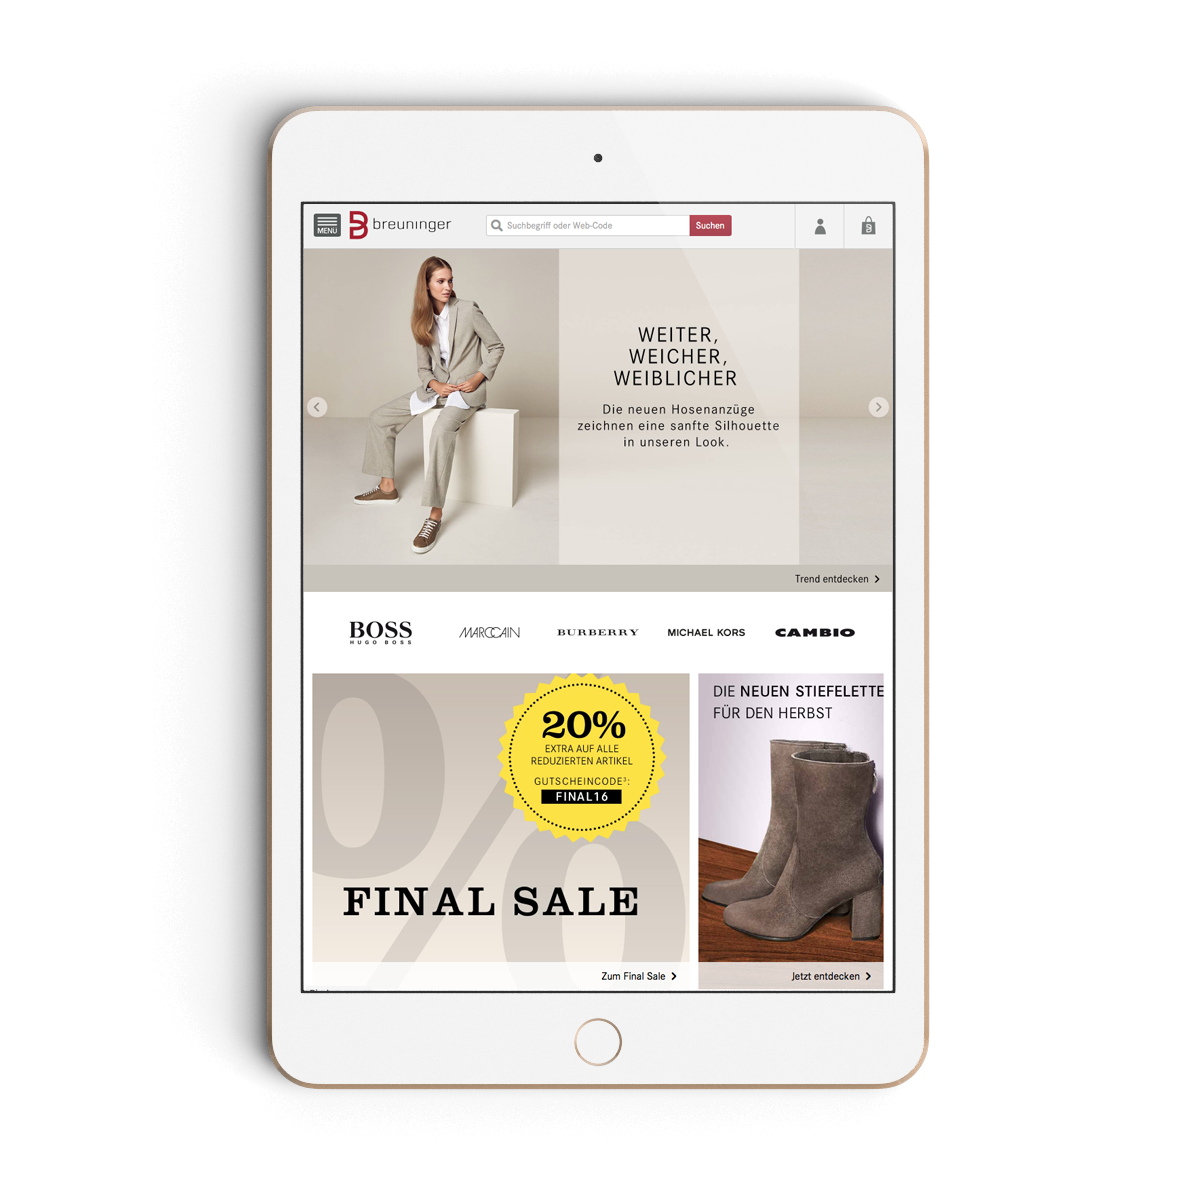 MENÜ
breuninger
Suchbegriff oder Web-Code
Suchen
B
WEITER,
WEICHER,
WEIBLICHER
Die neuen Hosenanzüge
zeichnen eine sanfte Silhouette
in unseren Look.
Trend entdecken
BOSS
HUGO BOSS
MARCCAIN
BURBERRY
MICHAEL KORS
CAMBIO
%
20%
EXTRA AUF ALLE
REDUZIERTEN ARTIKEL
GUTSCHEINCODE³:
FINAL16
FINAL SALE
Zum Final Sale
DIE NEUEN STIEFELETTE
FÜR DEN HERBST
Jetzt entdecken